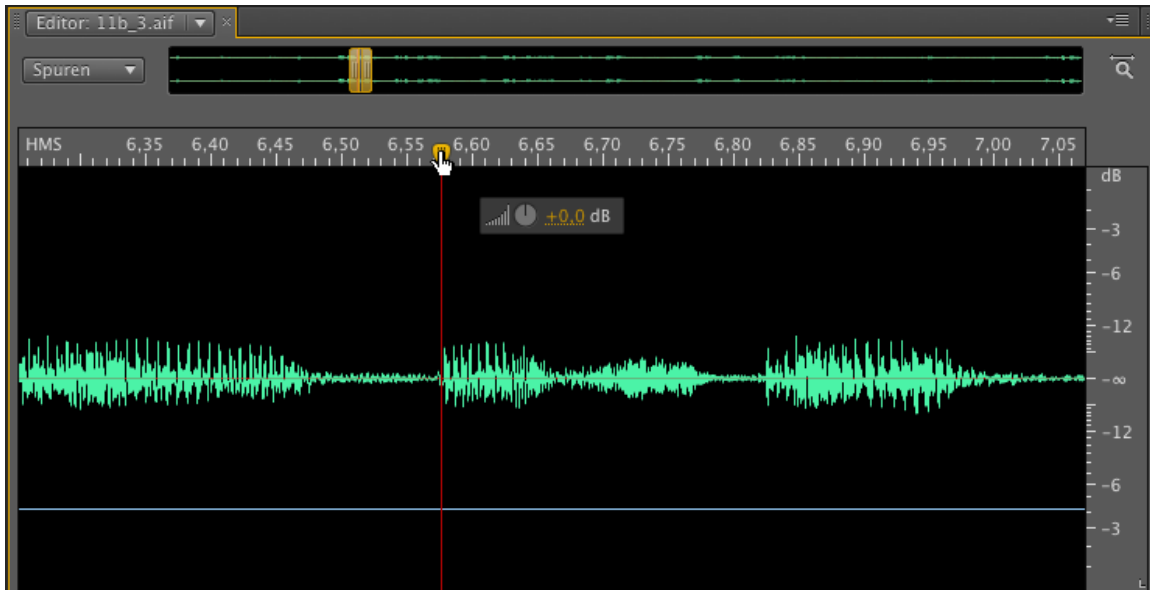 Editor: 11b_3.aif
Spuren
HMS 6,35 6,40 6,45 6,50 6,55 6,60 6,65 6,70 6,75 6,80 6,85 6,90 6,95 7,00 7,05
dB
+0,0 dB
-3
-6
-12
-∞
-12
-6
-3